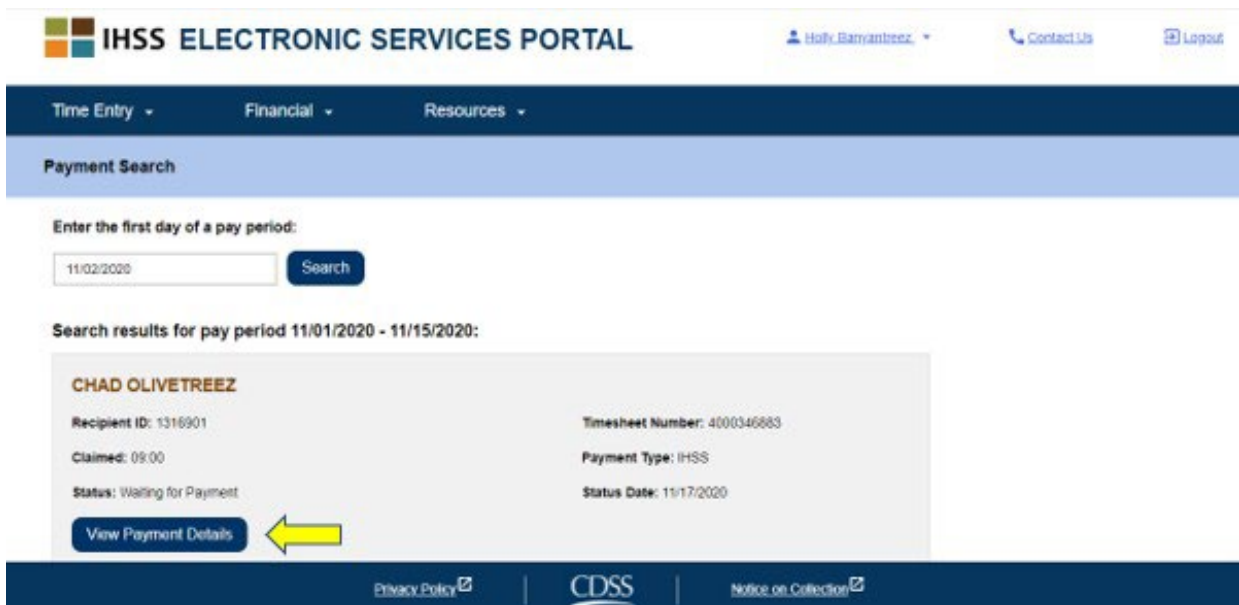 IHSS ELECTRONIC SERVICES PORTAL Holly Banyantreez Contact Us Logout
Time Entry Financial Resources
Payment Search
Enter the first day of a pay period:
11/02/2020 Search
Search results for pay period 11/01/2020 - 11/15/2020:
CHAD OLIVETREEZ
Recipient ID: 1316901 Timesheet Number: 4000346883
Claimed: 09:00 Payment Type: IHSS
Status: Waiting for Payment Status Date: 11/17/2020
View Payment Details
Privacy Policy CDSS Notice on Collection